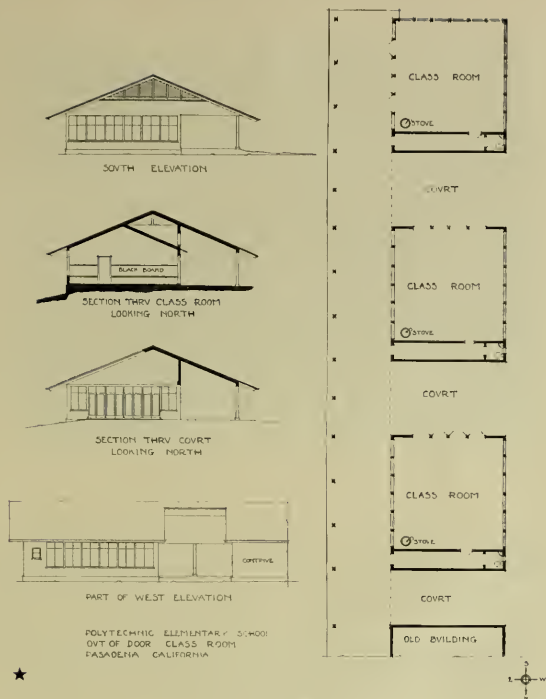 SOVTH ELEVATION
BLACK BOARD
SECTION THRV CLASS ROOM
LOOKING NORTH
SECTION THRV COVRT
LOOKING NORTH
CONTINVE
PART OF WEST ELEVATION
POLYTECHNIC ELEMENTARY SCHOOL
OVT OF DOOR CLASS ROOM
PASADENA CALIFORNIA
CLASS ROOM
STOVE
COVRT
CLASS ROOM
STOVE
COVRT
CLASS ROOM
STOVE
COVRT
OLD BVILDING
S
E W